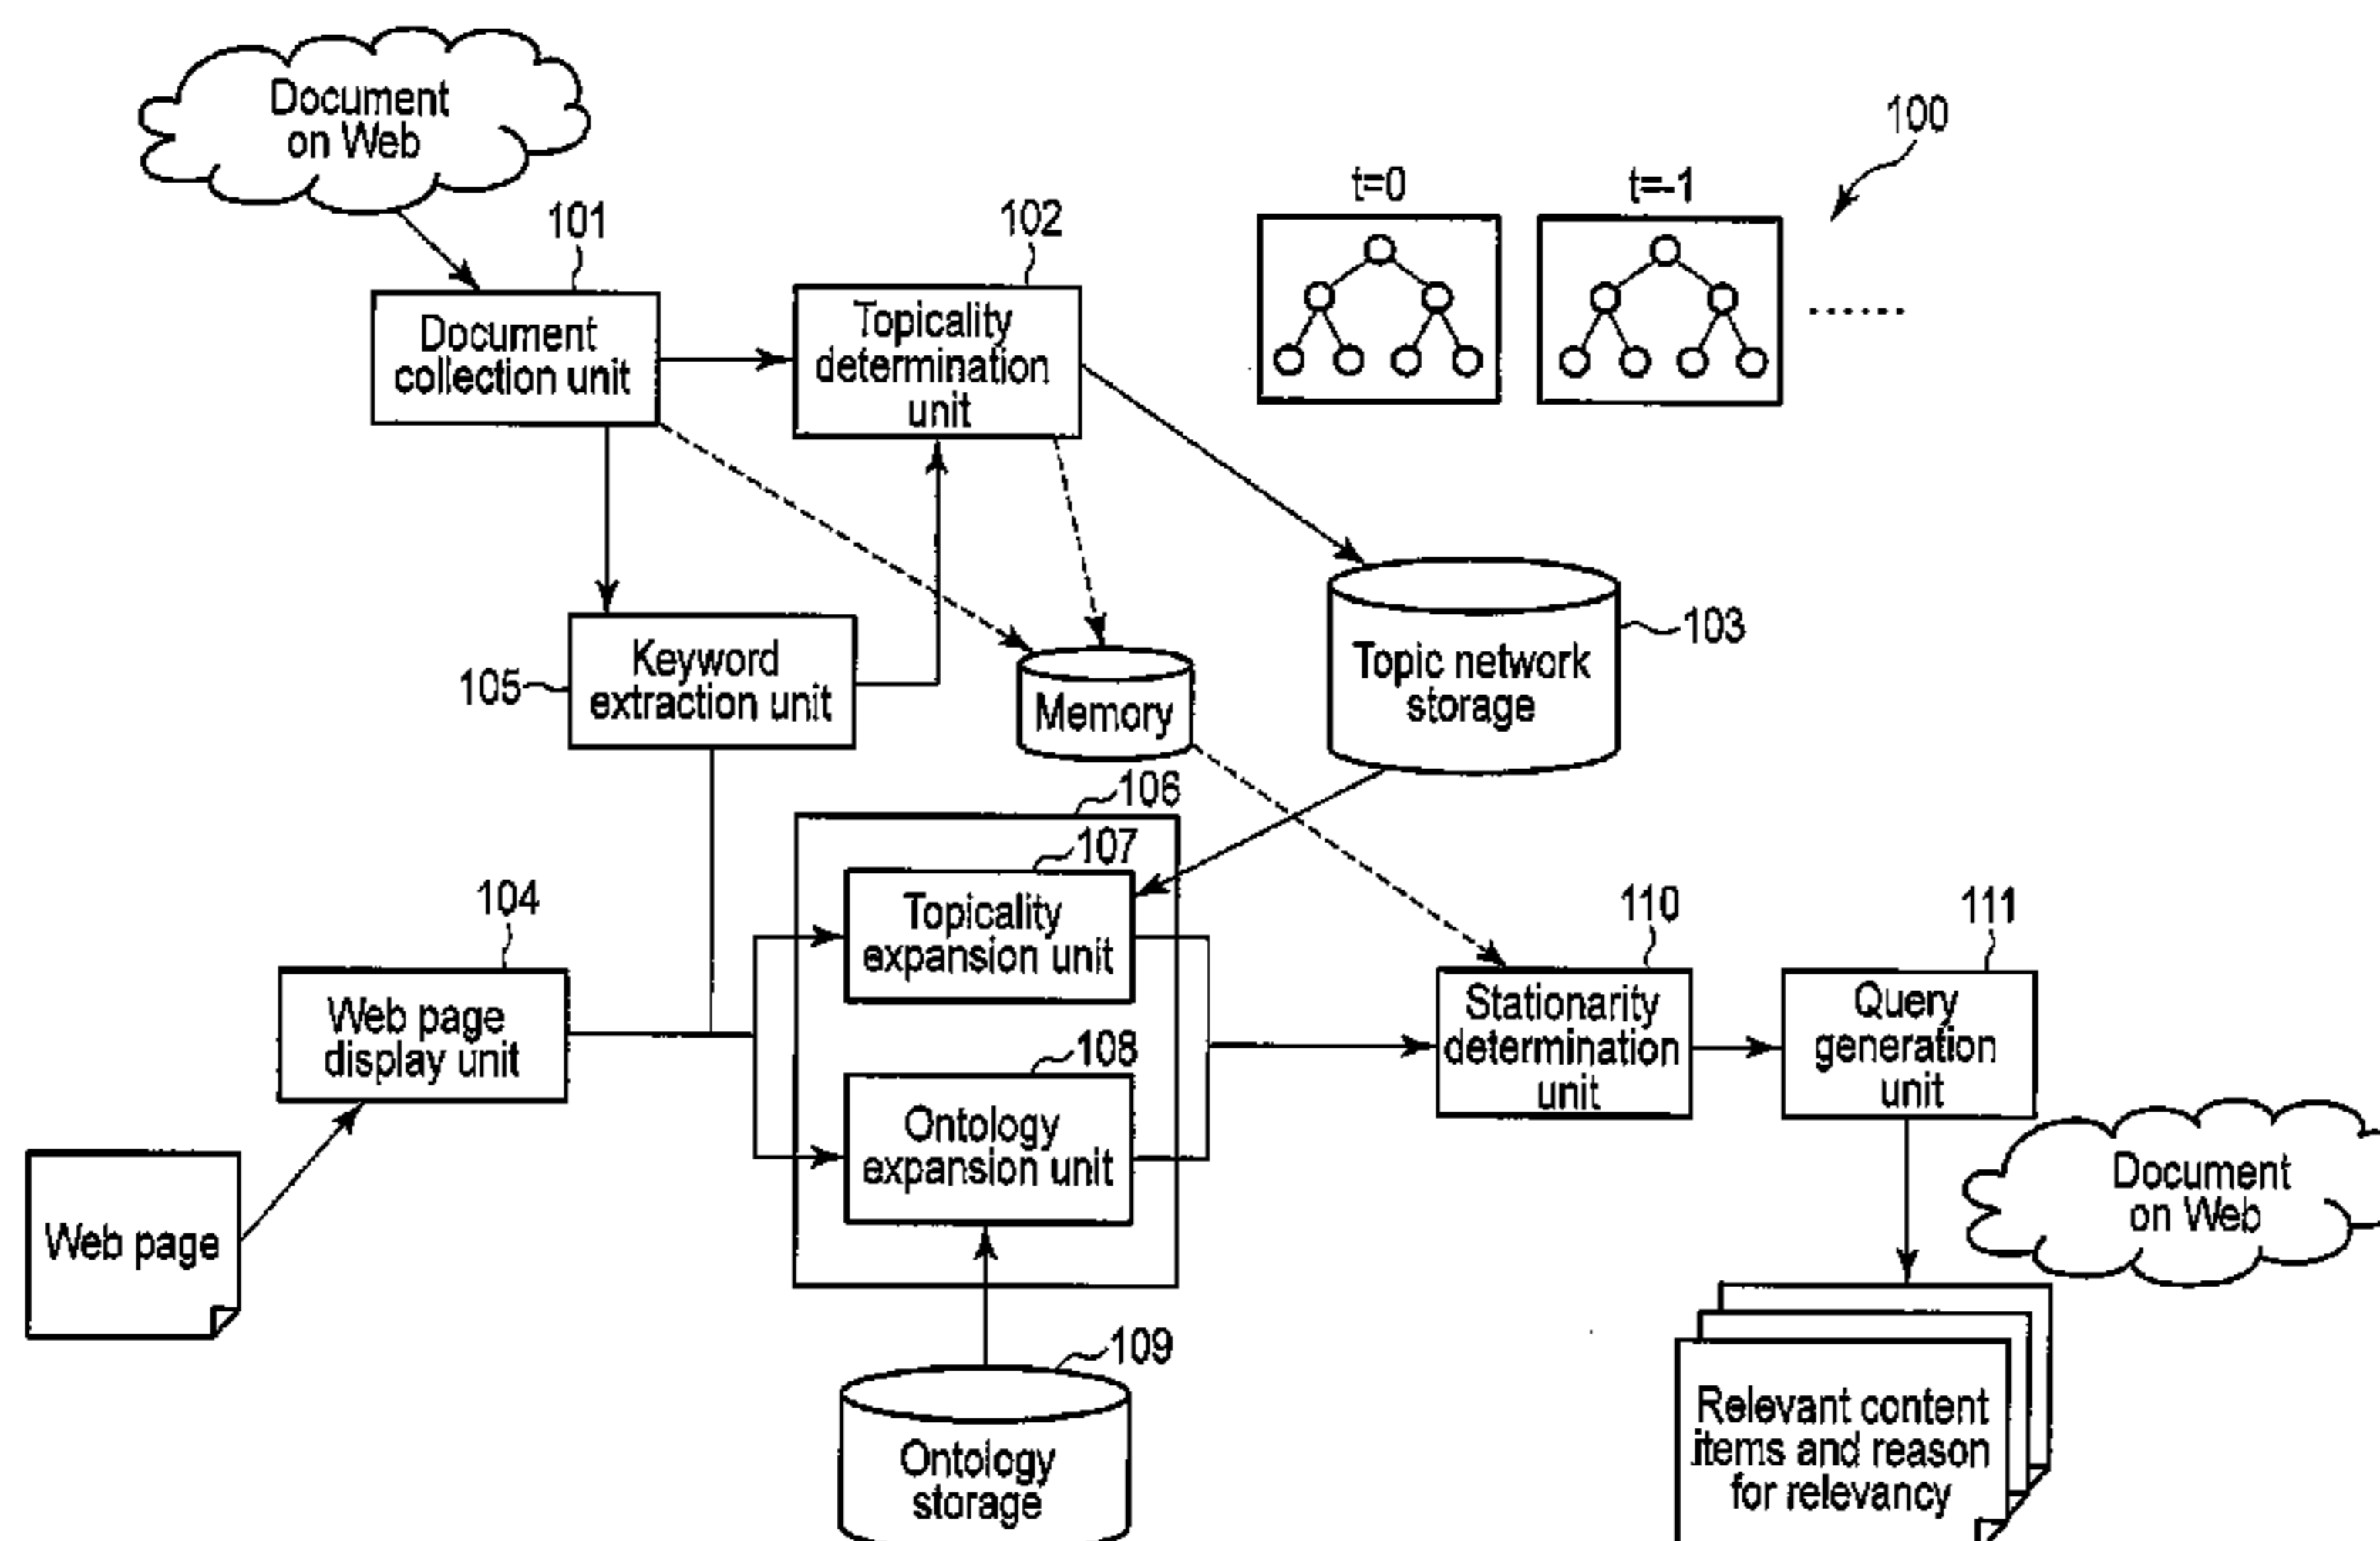 Document
on Web
100
t=0
t=-1
101
102
Document
collection unit
Topicality
determination
unit
103
Topic network
storage
105
Keyword
extraction unit
Memory
106
107
Topicality
expansion unit
104
Web page
display unit
108
Ontology
expansion unit
110
Stationarity
determination
unit
111
Query
generation
unit
Document
on Web
Web page
109
Ontology
storage
Relevant content
items and reason
for relevancy